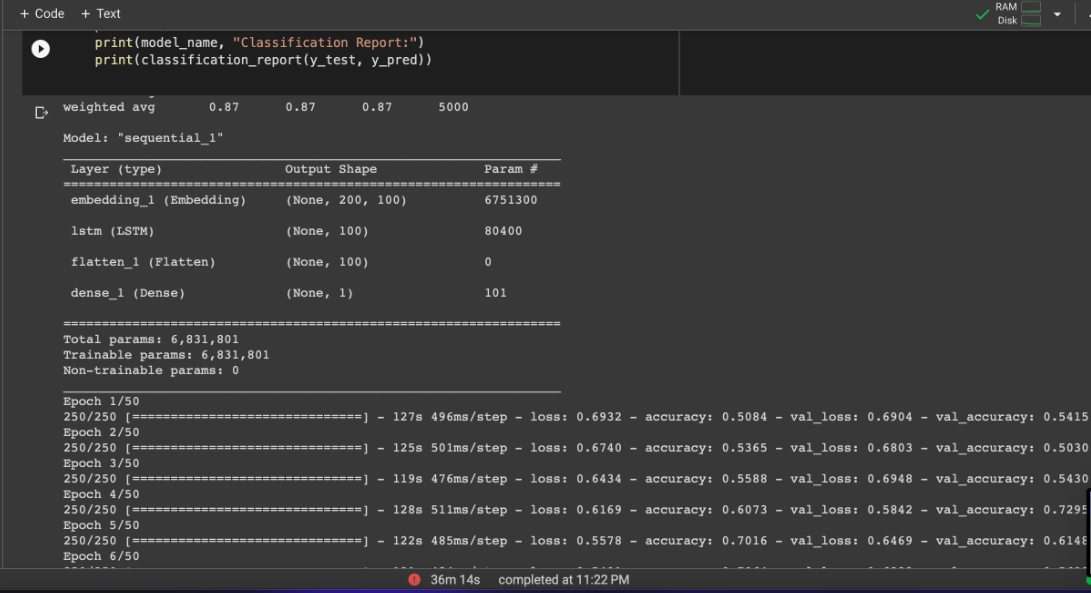 + Code + Text
RAM
Disk
print(model_name, "Classification Report:")
print(classification_report(y_test, y_pred))
weighted avg 0.87 0.87 0.87 5000
Model: "sequential_1"
Layer (type) Output Shape Param #
=================================================================
embedding_1 (Embedding) (None, 200, 100) 6751300
lstm (LSTM) (None, 100) 80400
flatten_1 (Flatten) (None, 100) 0
dense_1 (Dense) (None, 1) 101
=================================================================
Total params: 6,831,801
Trainable params: 6,831,801
Non-trainable params: 0
_________________________________________________________________
Epoch 1/50
250/250 [==============================] - 127s 496ms/step - loss: 0.6932 - accuracy: 0.5084 - val_loss: 0.6904 - val_accuracy: 0.5415
Epoch 2/50
250/250 [==============================] - 125s 501ms/step - loss: 0.6740 - accuracy: 0.5365 - val_loss: 0.6803 - val_accuracy: 0.5030
Epoch 3/50
250/250 [==============================] - 119s 476ms/step - loss: 0.6434 - accuracy: 0.5588 - val_loss: 0.6948 - val_accuracy: 0.5430
Epoch 4/50
250/250 [==============================] - 128s 511ms/step - loss: 0.6169 - accuracy: 0.6073 - val_loss: 0.5842 - val_accuracy: 0.7295
Epoch 5/50
250/250 [==============================] - 122s 485ms/step - loss: 0.5578 - accuracy: 0.7016 - val_loss: 0.6469 - val_accuracy: 0.6148
Epoch 6/50
36m 14s completed at 11:22 PM